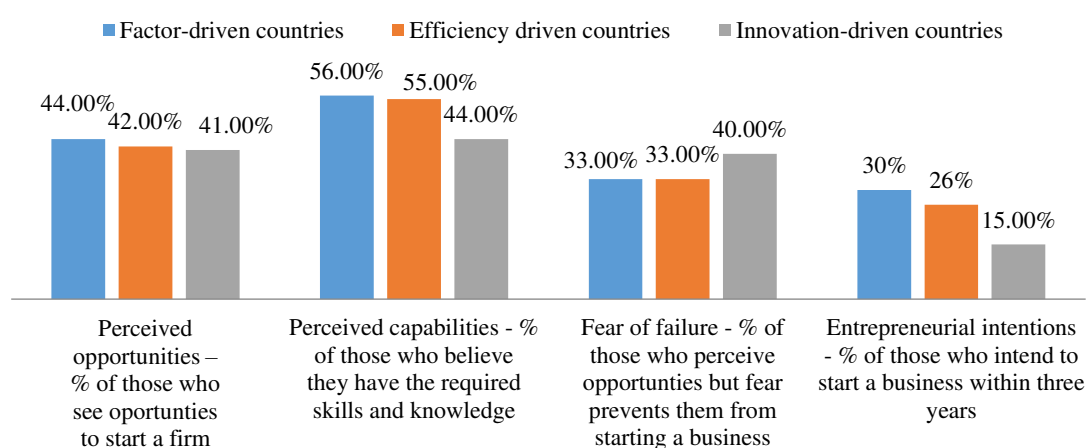 Factor-driven countries Efficiency driven countries Innovation-driven countries
44.00% 42.00% 41.00%
56.00% 55.00% 44.00%
33.00% 33.00% 40.00%
30% 26% 15.00%
Perceived
opportunities –
% of those who
see oportunties
to start a firm
Perceived capabilities - %
of those who believe
they have the required
skills and knowledge
Fear of failure - % of
those who perceive
opportunties but fear
prevents them from
starting a business
Entrepreneurial intentions
- % of those who intend to
start a business within three
years